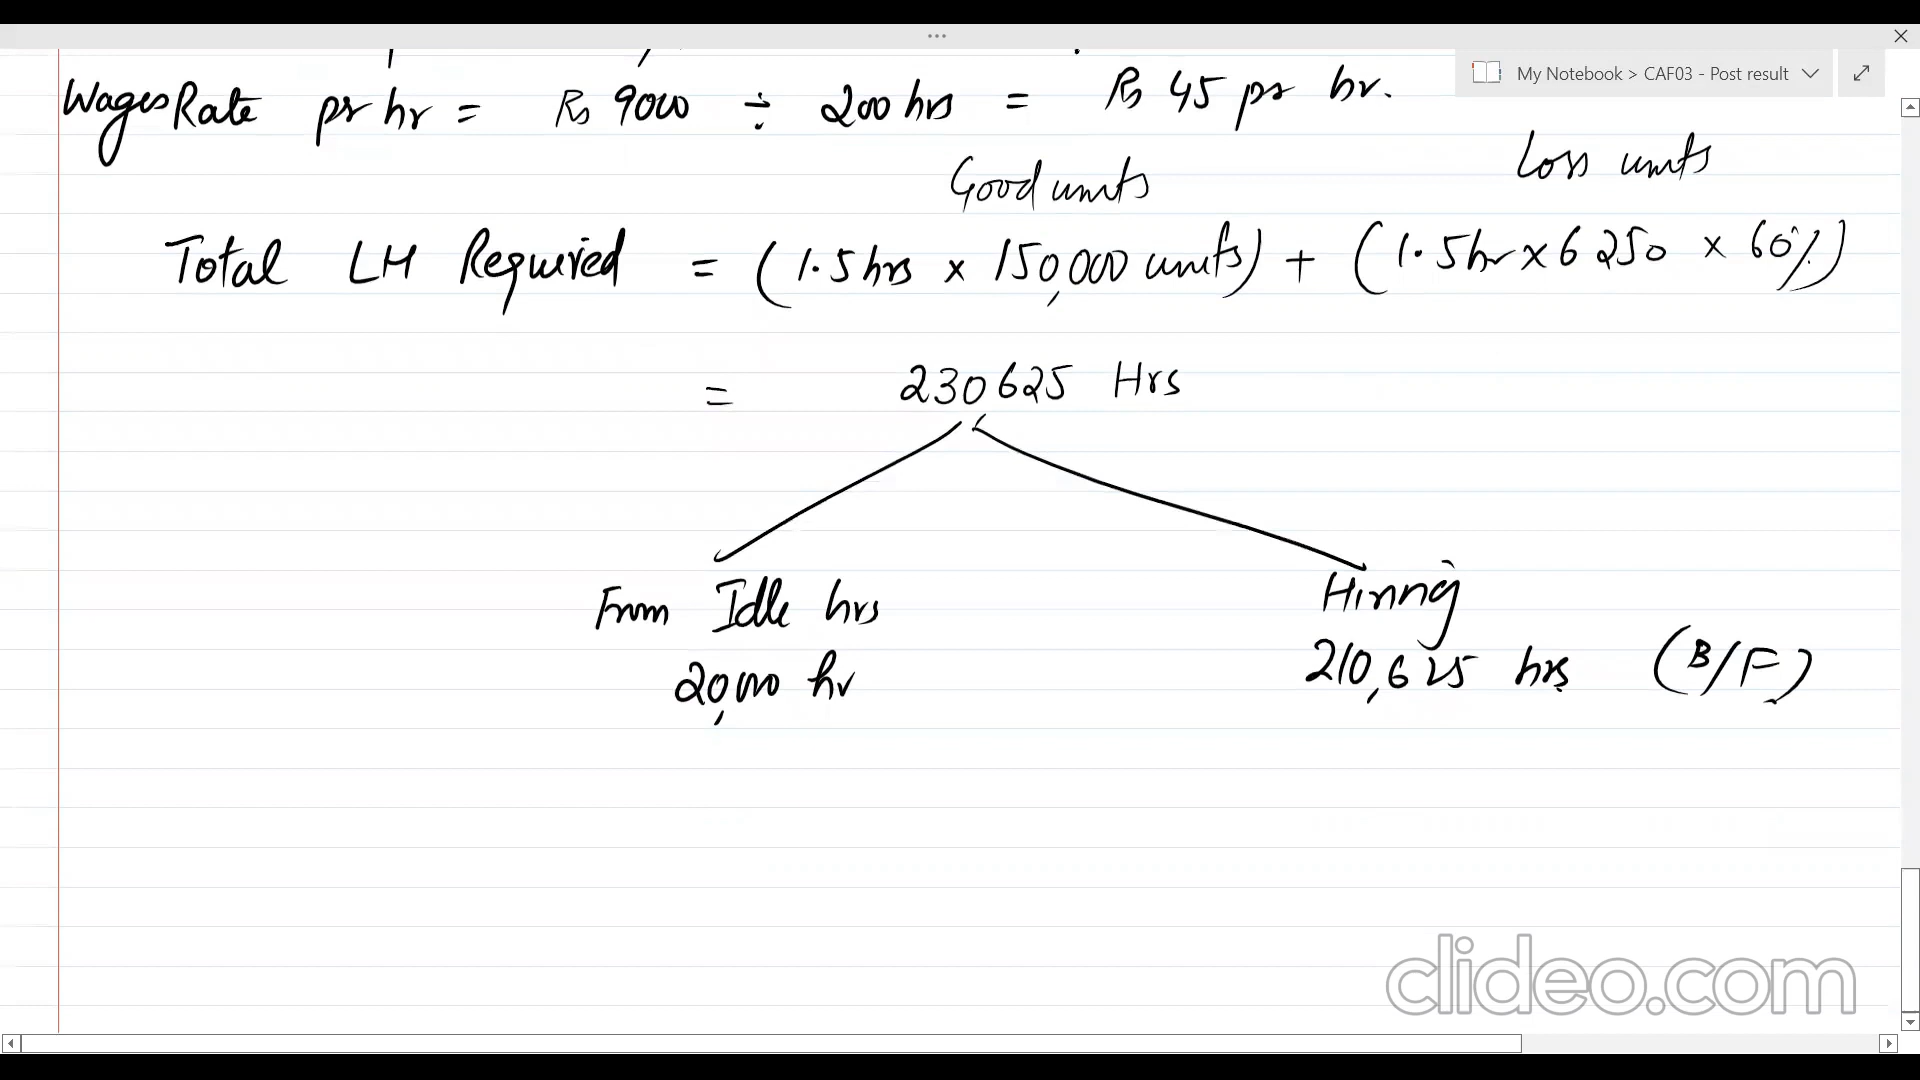 My Notebook > CAF03 - Post result
Wages Rate pr hr = Rs 9000 ÷ 200 hrs = Rs 45 pr hr.
Good units Loss units
Total LH Required = (1.5 hrs × 150,000 units) + (1.5 hr × 6250 × 60%)
= 230625 Hrs
From Idle hrs Hiring
20,000 hr 210,625 hrs (B/F)
clideo.com